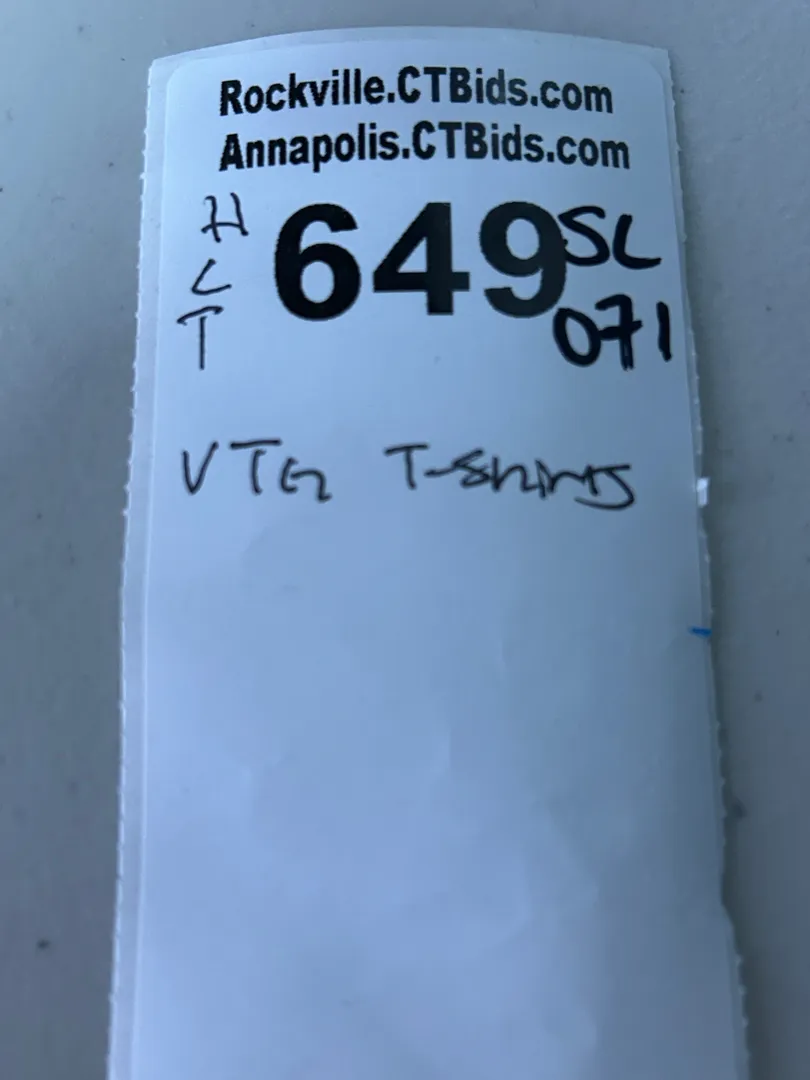 Rockville.CTBids.com
Annapolis.CTBids.com
H
L
T
649
SL
071
VTG T-Shirts